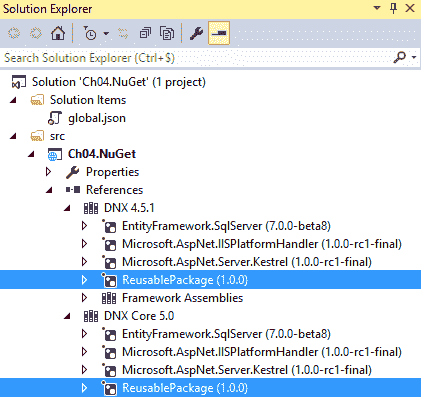 Solution Explorer
Search Solution Explorer (Ctrl+$)
Solution 'Ch04.NuGet' (1 project)
Solution Items
global.json
src
Ch04.NuGet
Properties
References
DNX 4.5.1
EntityFramework.SqlServer (7.0.0-beta8)
Microsoft.AspNet.IISPlatformHandler (1.0.0-rc1-final)
Microsoft.AspNet.Server.Kestrel (1.0.0-rc1-final)
ReusablePackage (1.0.0)
Framework Assemblies
DNX Core 5.0
EntityFramework.SqlServer (7.0.0-beta8)
Microsoft.AspNet.IISPlatformHandler (1.0.0-rc1-final)
Microsoft.AspNet.Server.Kestrel (1.0.0-rc1-final)
ReusablePackage (1.0.0)